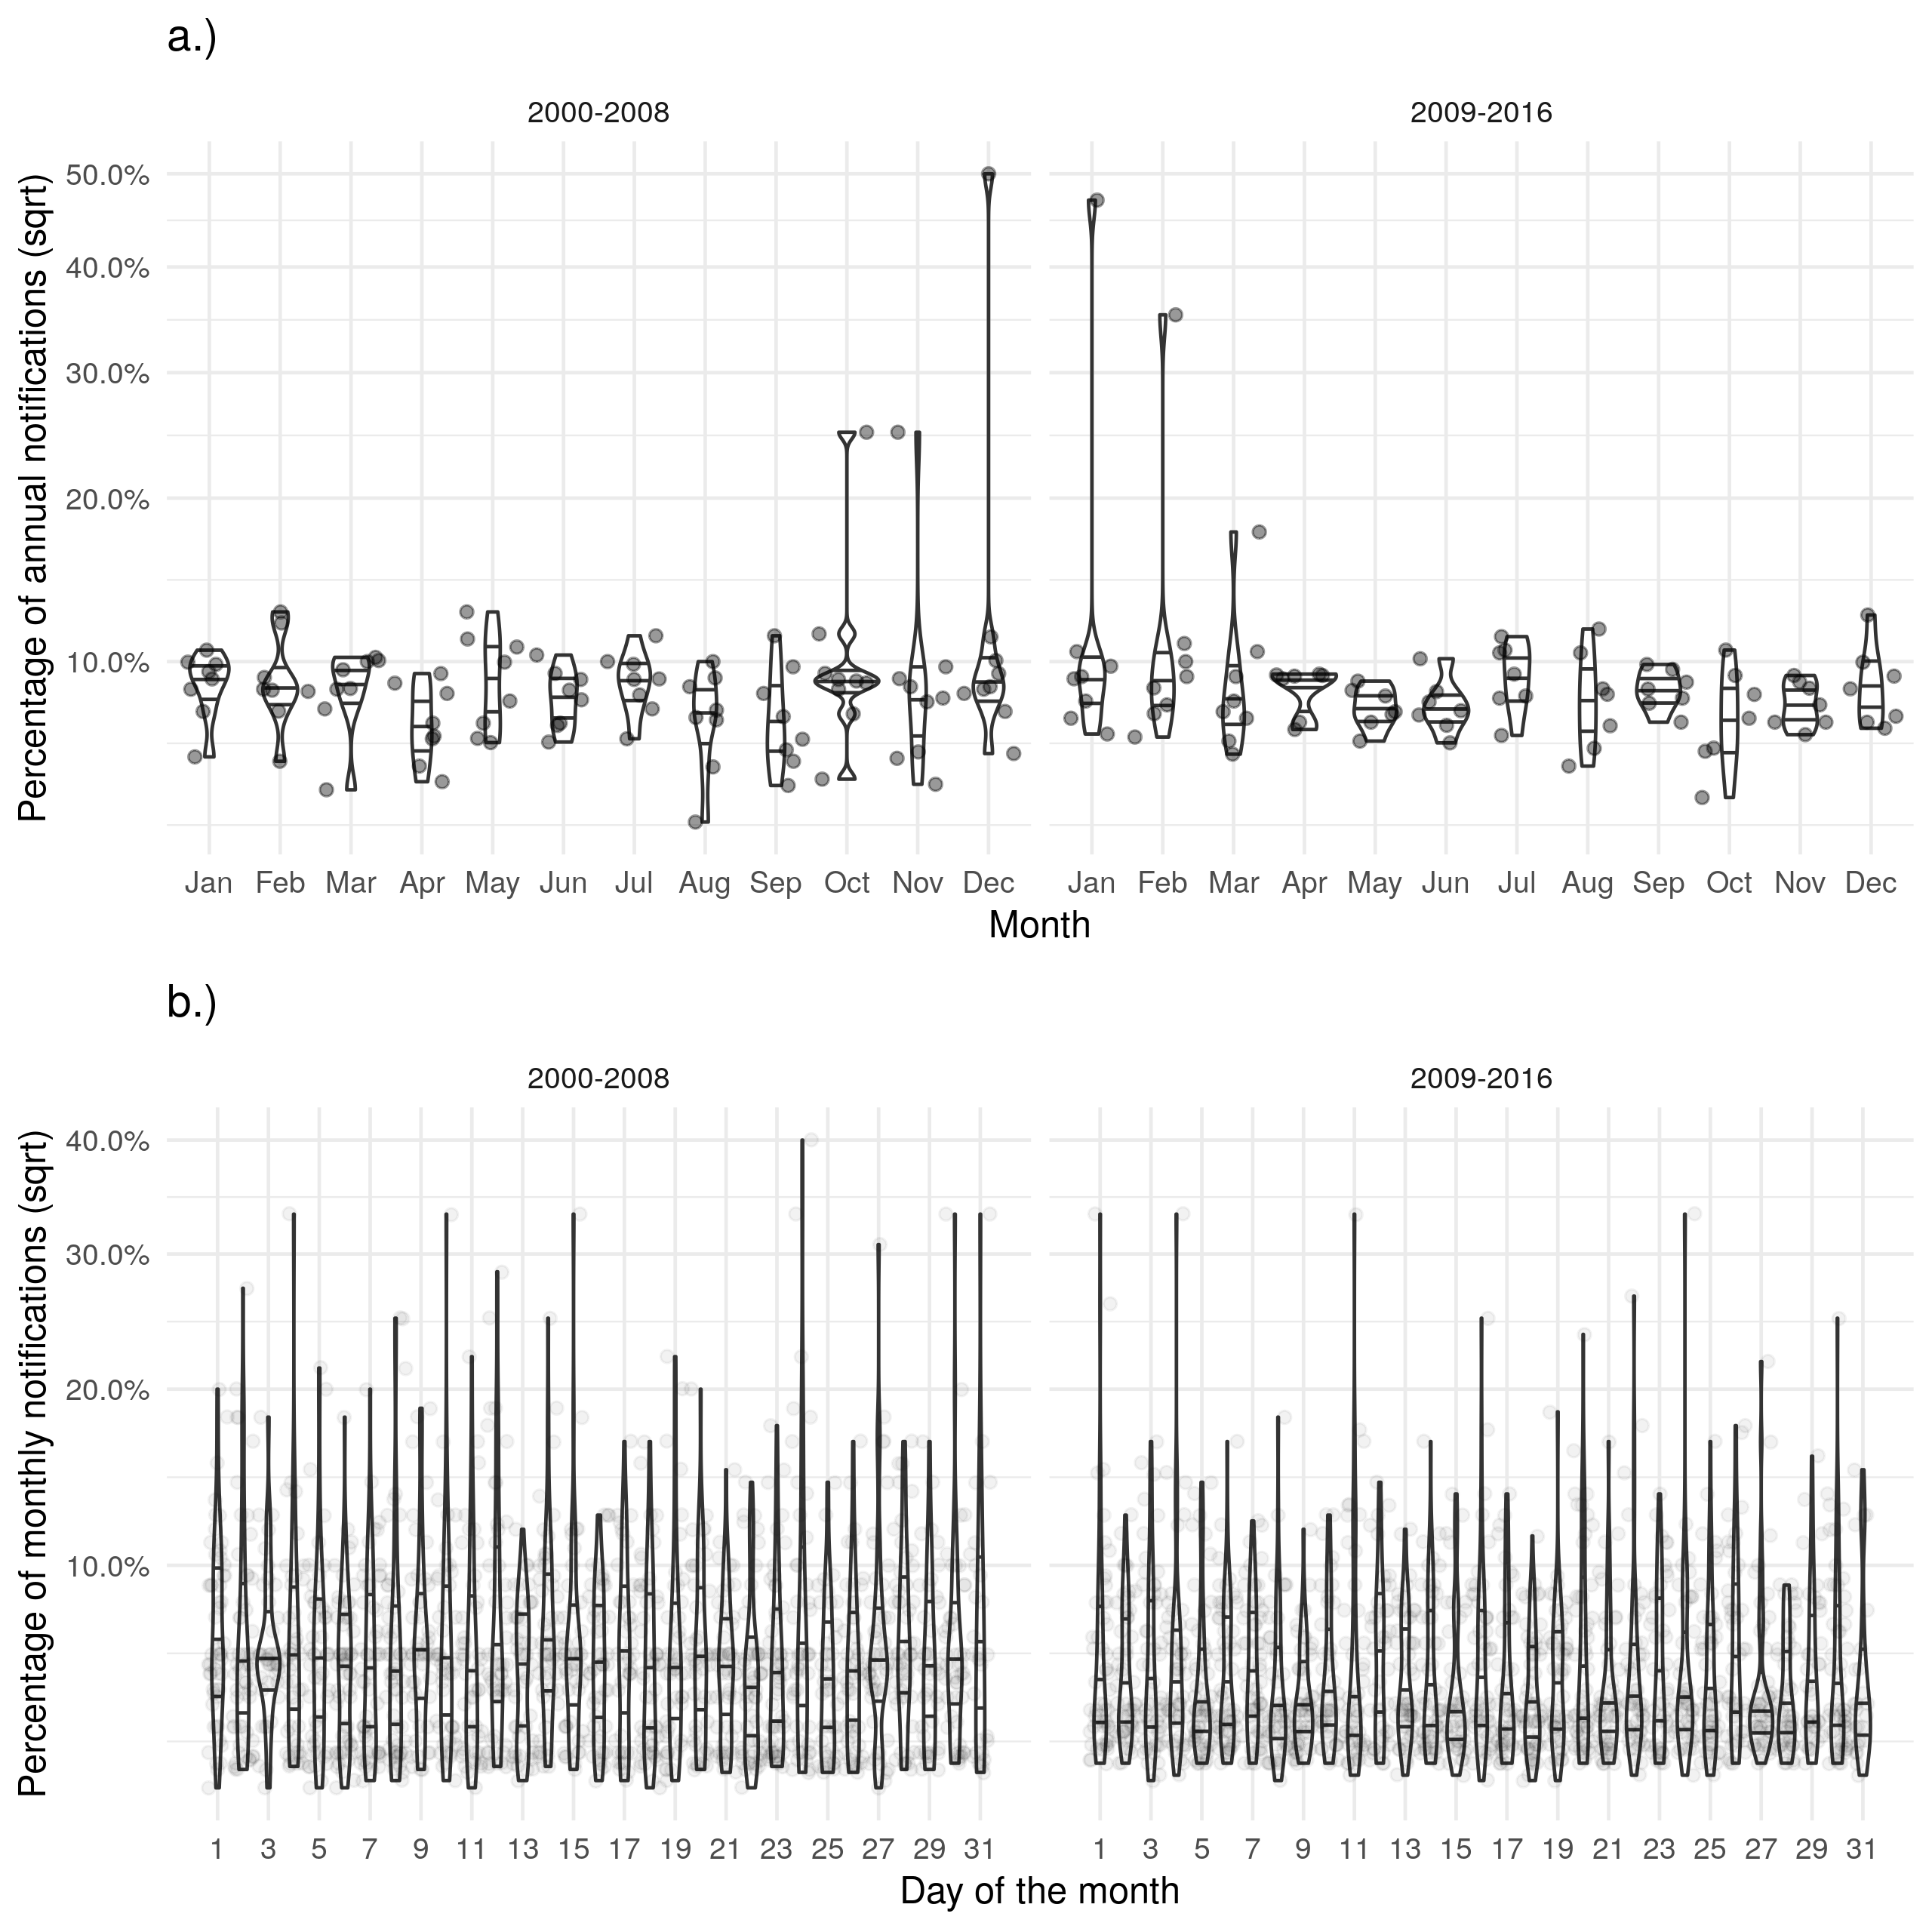 a.)
2000-2008 2009-2016
Percentage of annual notifications (sqrt)
50.0%
40.0%
30.0%
20.0%
10.0%
Jan Feb Mar Apr May Jun Jul Aug Sep Oct Nov Dec Jan Feb Mar Apr May Jun Jul Aug Sep Oct Nov Dec
Month
b.)
2000-2008 2009-2016
Percentage of monthly notifications (sqrt)
40.0%
30.0%
20.0%
10.0%
1 3 5 7 9 11 13 15 17 19 21 23 25 27 29 31 1 3 5 7 9 11 13 15 17 19 21 23 25 27 29 31
Day of the month